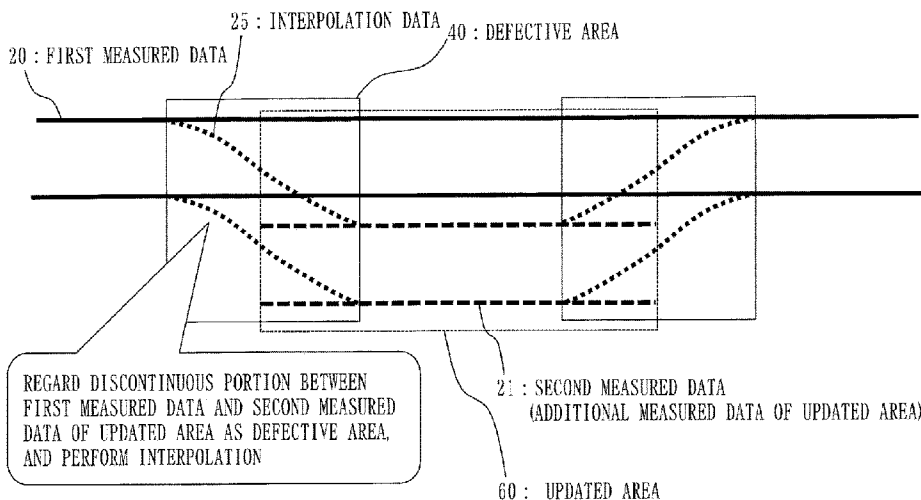 25 : INTERPOLATION DATA
40 : DEFECTIVE AREA
20 : FIRST MEASURED DATA
REGARD DISCONTINUOUS PORTION BETWEEN
FIRST MEASURED DATA AND SECOND MEASURED
DATA OF UPDATED AREA AS DEFECTIVE AREA,
AND PERFORM INTERPOLATION
21 : SECOND MEASURED DATA
(ADDITIONAL MEASURED DATA OF UPDATED AREA)
60 : UPDATED AREA